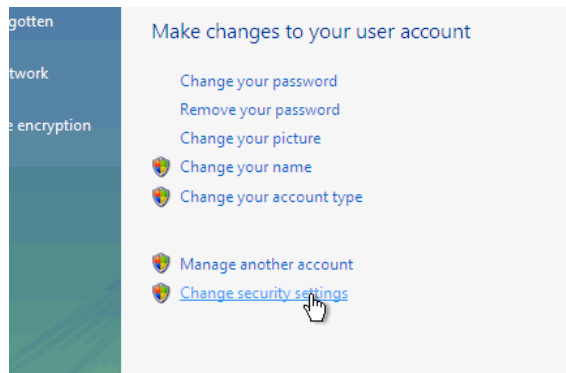 gotten
Make changes to your user account
twork
Change your password
Remove your password
e encryption
Change your picture
Change your name
Change your account type
Manage another account
Change security settings